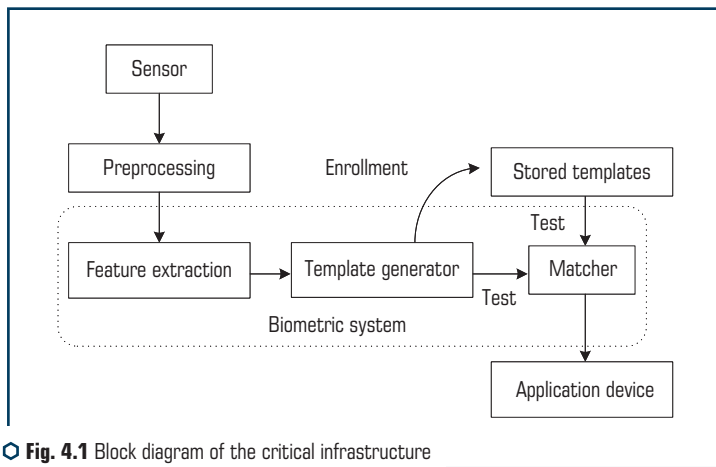 Sensor
Preprocessing
Enrollment
Stored templates
Test
Feature extraction
Template generator
Matcher
Test
Biometric system
Application device
Fig. 4.1 Block diagram of the critical infrastructure